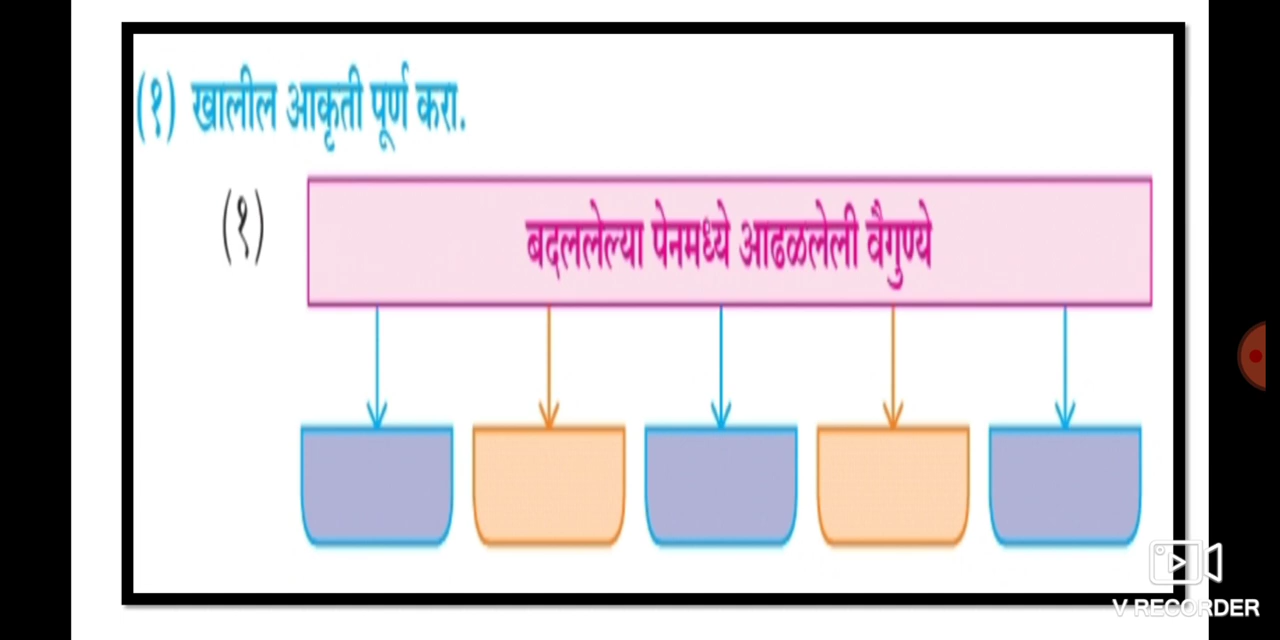 (१) खालील आकृती पूर्ण करा.
(१)
बदललेल्या पेनमध्ये आढळलेली वैगुण्ये
V RECORDER